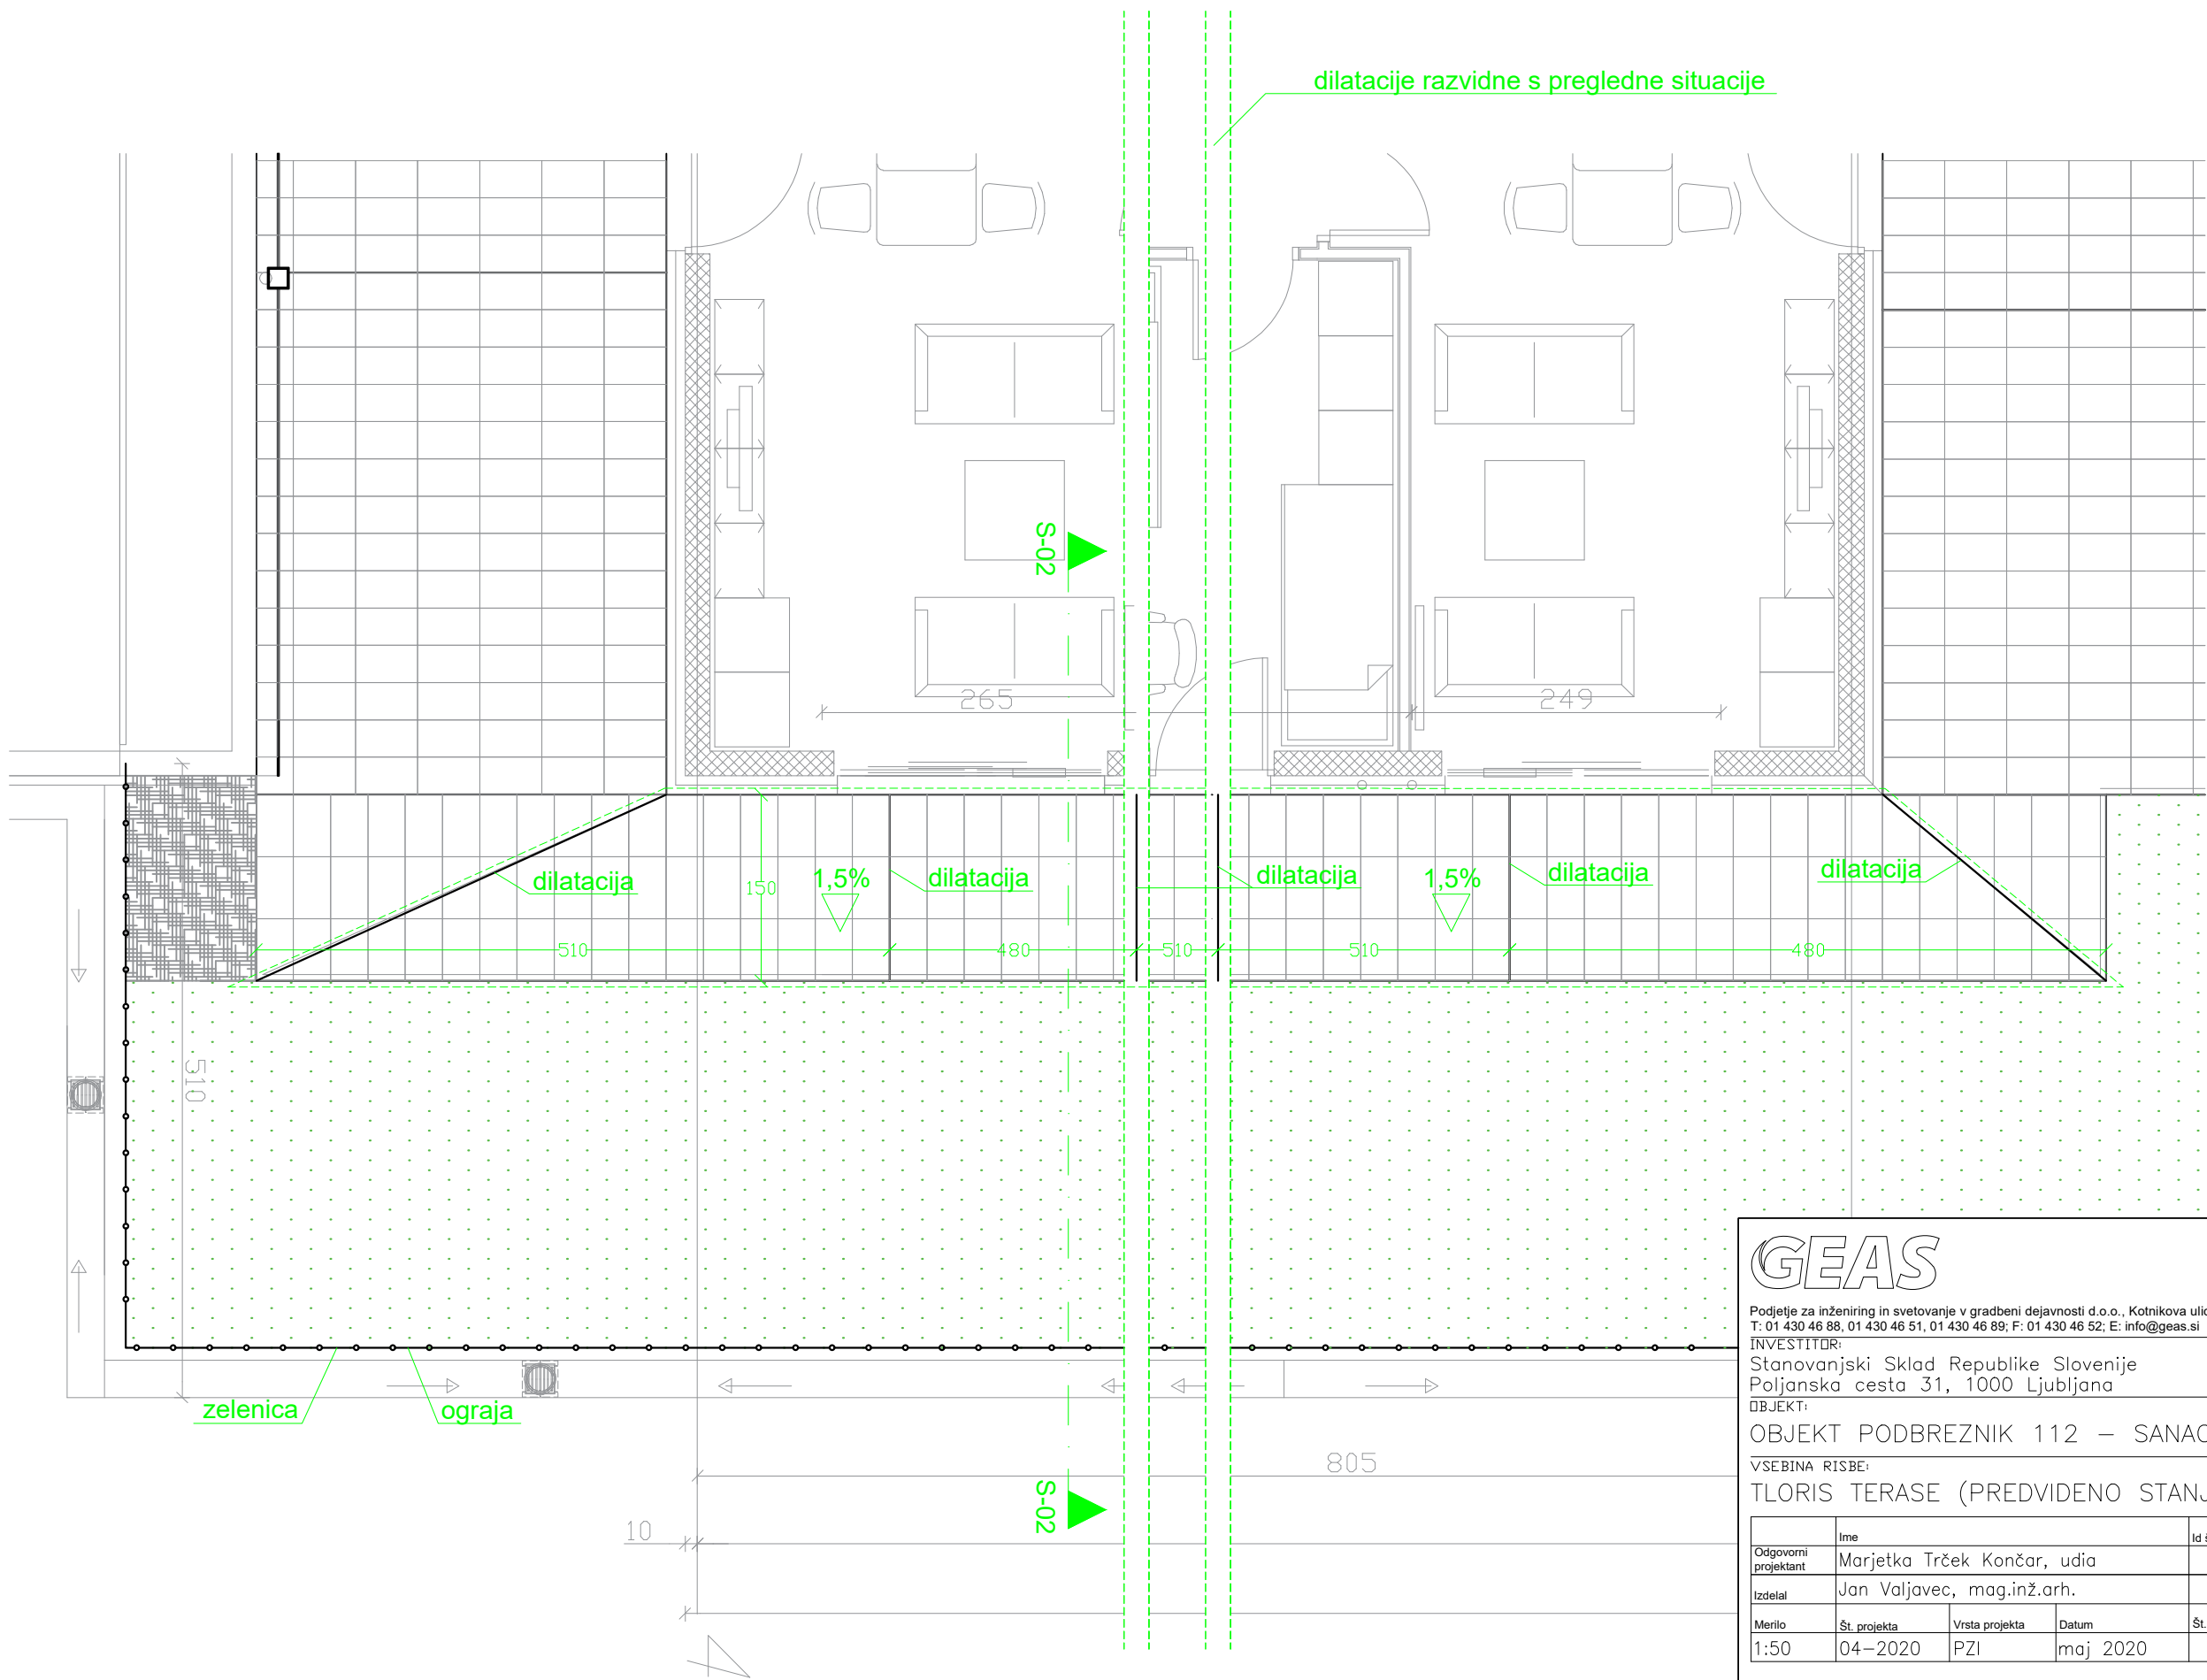 dilatacije razvidne s pregledne situacije
S-02
265
249
dilatacija
150
1,5%
dilatacija
dilatacija
1,5%
dilatacija
dilatacija
510
480
510
510
480
510
zelenica
ograja
805
S-02
10
GEAS
Podjetje za inženiring in svetovanje v gradbeni dejavnosti d.o.o., Kotnikova
T: 01 430 46 88, 01 430 46 51, 01 430 46 89; F: 01 430 46 52; E: info@geas.si
INVESTITOR:
Stanovanjski Sklad Republike Slovenije
Poljanska cesta 31, 1000 Ljubljana
OBJEKT:
OBJEKT PODBREZNIK 112 – 
VSEBINA RISBE:
TLORIS TERASE (PREDVIDENO
Ime
Id
Odgovorni projektant
Marjetka Trček Končar, udia
Izdelal
Jan Valjavec, mag.inž.arh.
Merilo
Št. projekta
Vrsta projekta
Datum
Št.
1:50
04-2020
PZI
maj 2020